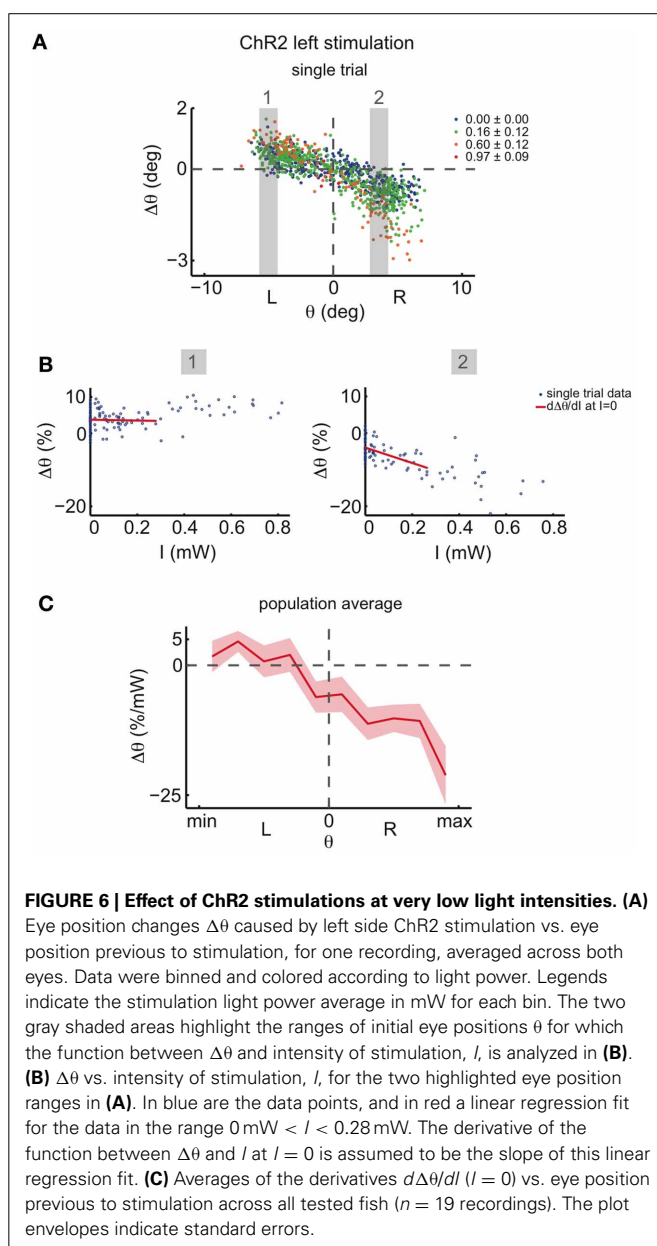 A
ChR2 left stimulation
single trial
1
2
2
0
−3
Δθ (deg)
−10
0
10
L
R
θ (deg)
0.00 ± 0.00
0.16 ± 0.12
0.60 ± 0.12
0.97 ± 0.09
B
1
2
10
0
−20
Δθ (%)
0 0.2 0.4 0.6 0.8
I (mW)
10
0
−20
Δθ (%)
0 0.2 0.4 0.6 0.8
I (mW)
single trial data
dΔθ/dI at I=0
C
population average
5
0
−25
Δθ (%/mW)
min
L
0
R
max
θ
FIGURE 6 | Effect of ChR2 stimulations at very low light intensities. (A)
Eye position changes Δθ caused by left side ChR2 stimulation vs. eye
position previous to stimulation, for one recording, averaged across both
eyes. Data were binned and colored according to light power. Legends
indicate the stimulation light power average in mW for each bin. The two
gray shaded areas highlight the ranges of initial eye positions θ for which
the function between Δθ and intensity of stimulation, I, is analyzed in (B).
(B) Δθ vs. intensity of stimulation, I, for the two highlighted eye position
ranges in (A). In blue are the data points, and in red a linear regression fit
for the data in the range 0 mW < I < 0.28 mW. The derivative of the
function between Δθ and I at I = 0 is assumed to be the slope of this linear
regression fit. (C) Averages of the derivatives dΔθ/dI (I = 0) vs. eye position
previous to stimulation across all tested fish (n = 19 recordings). The plot
envelopes indicate standard errors.